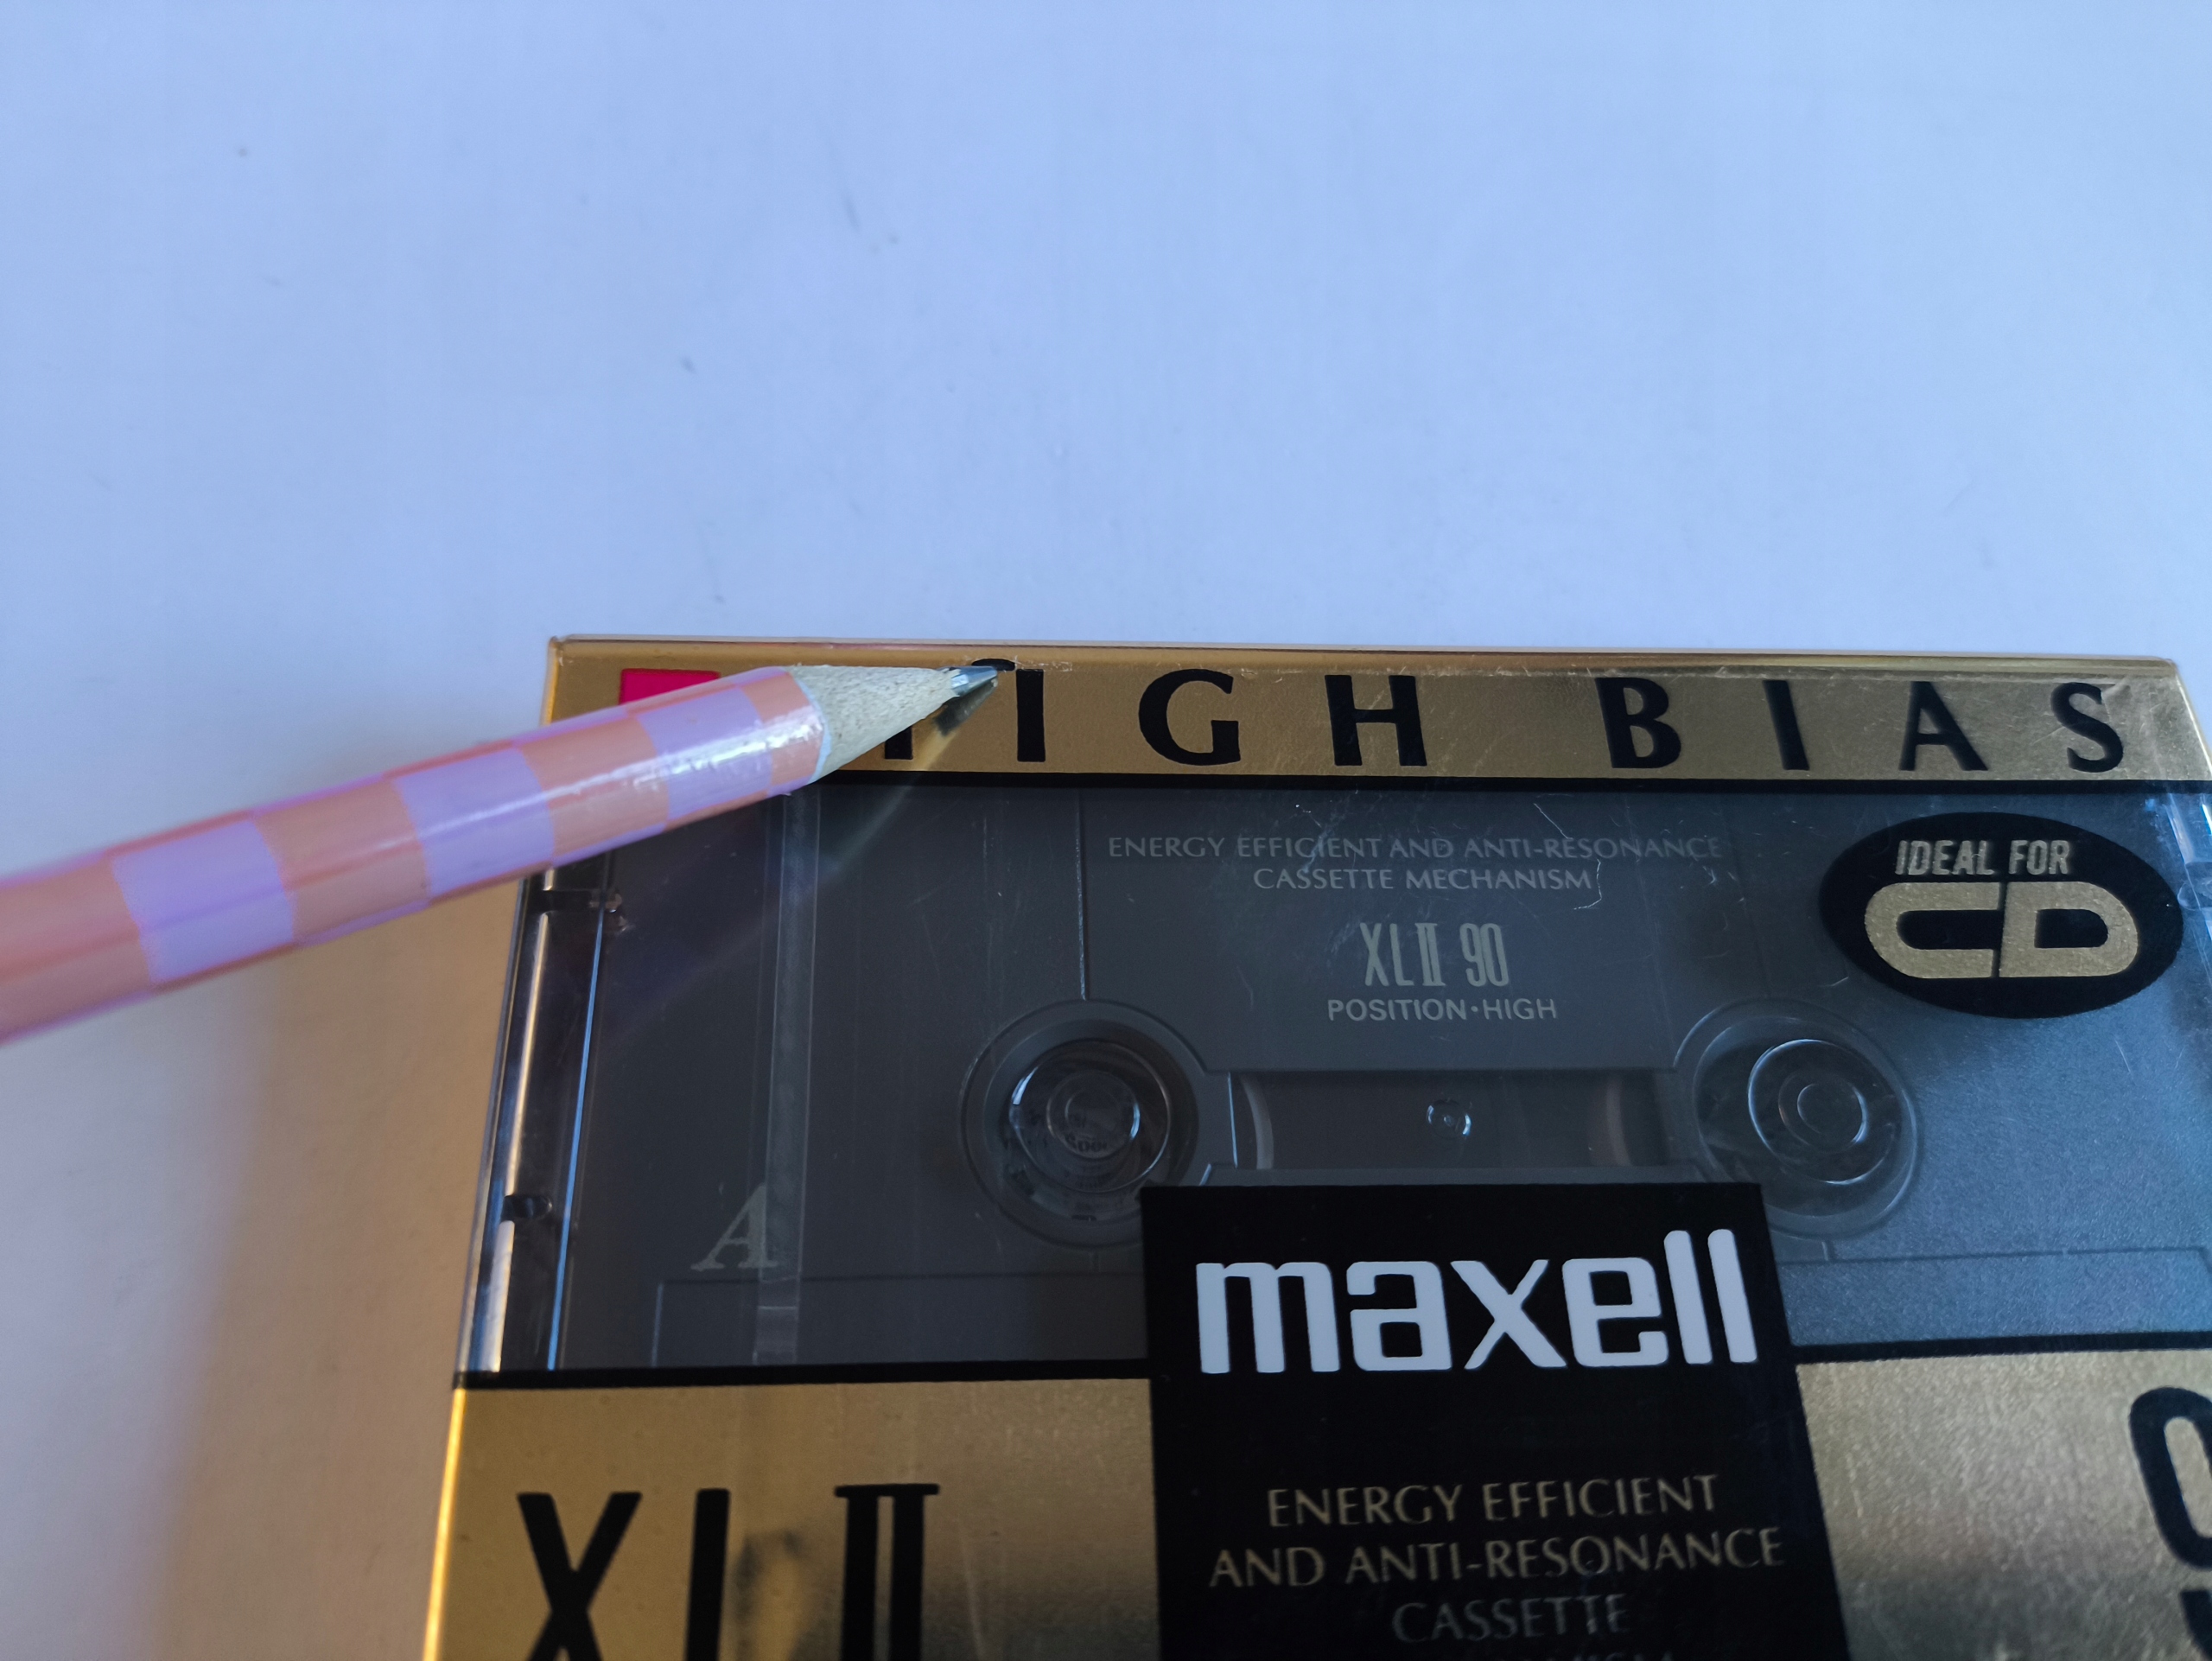 HIGH BIAS
ENERGY EFFICIENT AND ANTI-RESONANCE
CASSETTE MECHANISM
IDEAL FOR
CD
XLII 90
POSITION·HIGH
A
maxell
XLII
9
ENERGY EFFICIENT
AND ANTI-RESONANCE
CASSETTE